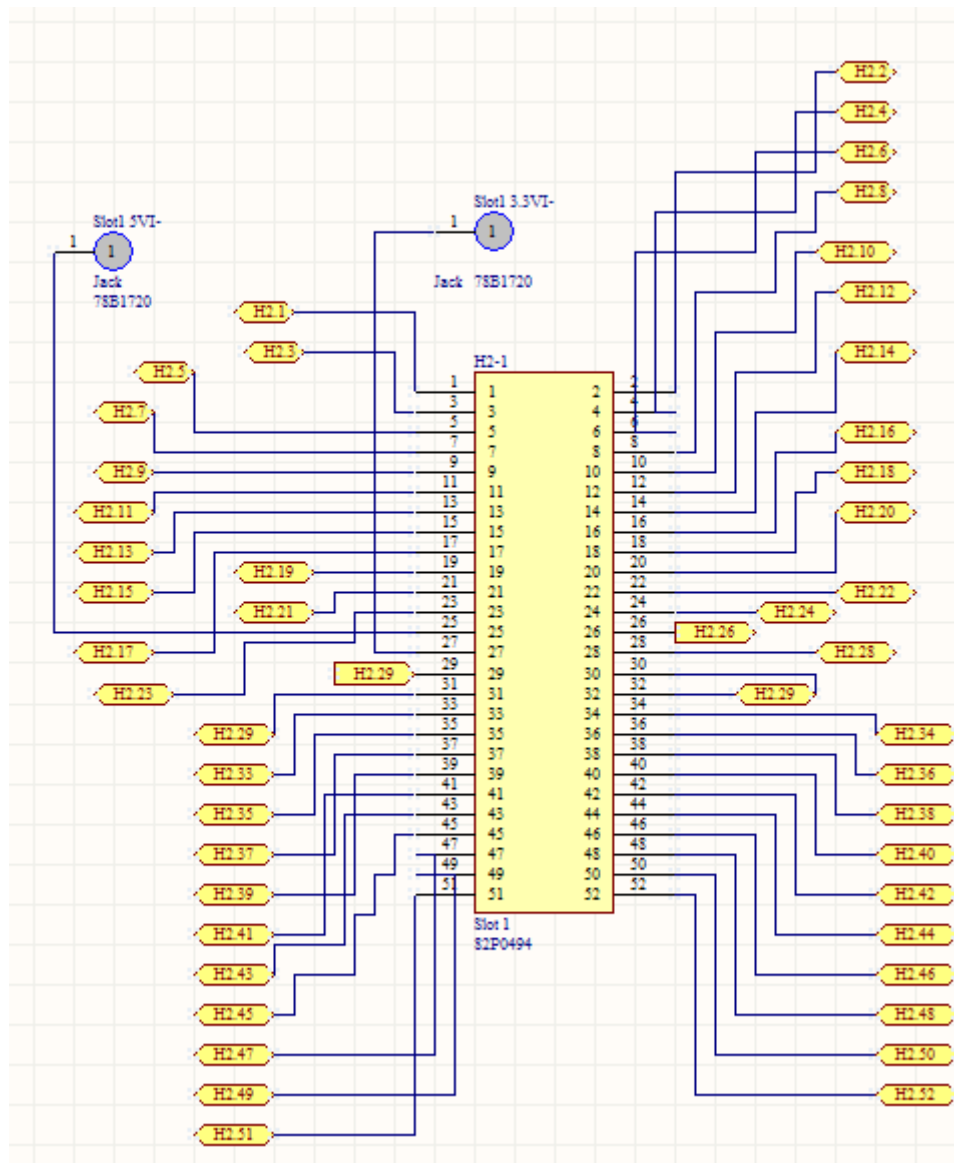 H2.2
H2.4
H2.6
H2.8
Slot1 5VI-
1 1
Jack
78B1720
Slot1 3.3VI-
1 1
Jack 78B1720
H2.10
H2.12
H2.1
H2.3
H2.14
H2-1
H2.5
H2.7
H2.16
H2.9
H2.18
H2.11
H2.20
H2.13
H2.19
H2.15
H2.22
H2.21
H2.24
H2.26
H2.17
H2.28
H2.29
H2.23
H2.29
1 1 2 2
3 3 4 4
5 5 6 6
7 7 8 8
9 9 10 10
11 11 12 12
13 13 14 14
15 15 16 16
17 17 18 18
19 19 20 20
21 21 22 22
23 23 24 24
25 25 26 26
27 27 28 28
29 29 30 30
31 31 32 32
33 33 34 34
35 35 36 36
37 37 38 38
39 39 40 40
41 41 42 42
43 43 44 44
45 45 46 46
47 47 48 48
49 49 50 50
51 51 52 52
H2.29
H2.34
H2.33
H2.36
H2.35
H2.38
H2.37
H2.40
H2.39
H2.42
Slot 1
S2P0494
H2.41
H2.44
H2.43
H2.46
H2.45
H2.48
H2.47
H2.50
H2.49
H2.52
H2.51